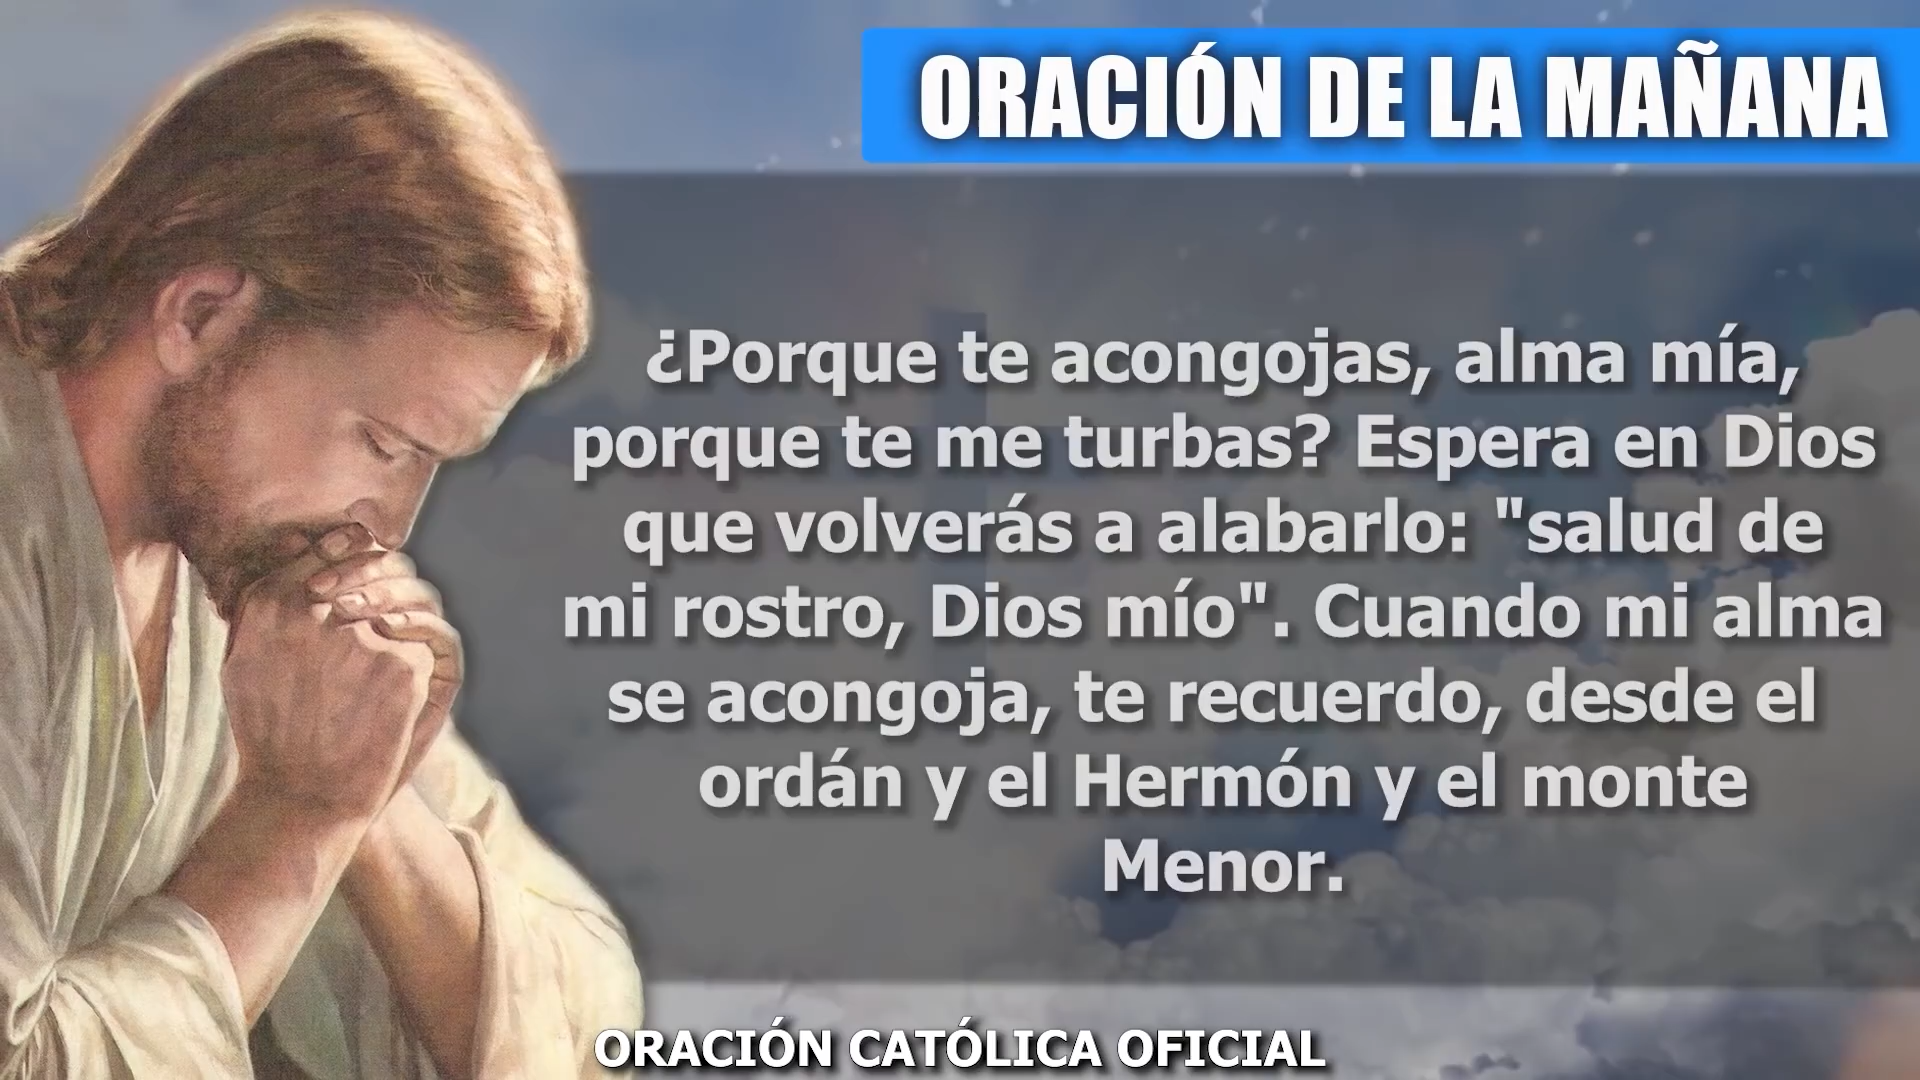 ORACIÓN DE LA MAÑANA
¿Porque te acongojas, alma mía,
porque te me turbas? Espera en Dios
que volverás a alabarlo: "salud de
mi rostro, Dios mío". Cuando mi alma
se acongoja, te recuerdo, desde el
ordán y el Hermón y el monte
Menor.
ORACIÓN CATÓLICA OFICIAL